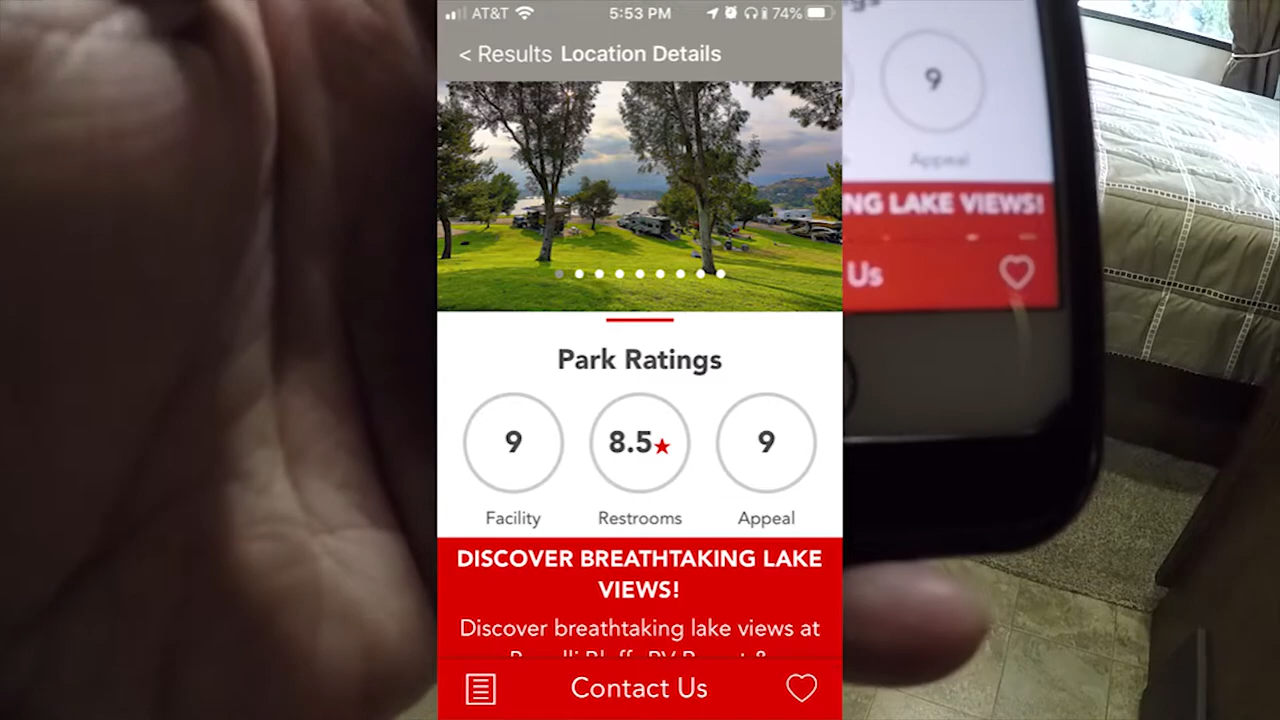 AT&T 5:53 PM 74%
< Results Location Details
Park Ratings
9 8.5 9
Facility Restrooms Appeal
DISCOVER BREATHTAKING LAKE
VIEWS!
Discover breathtaking lake views at
Contact Us
9
Appeal
NG LAKE VIEWS!
Us